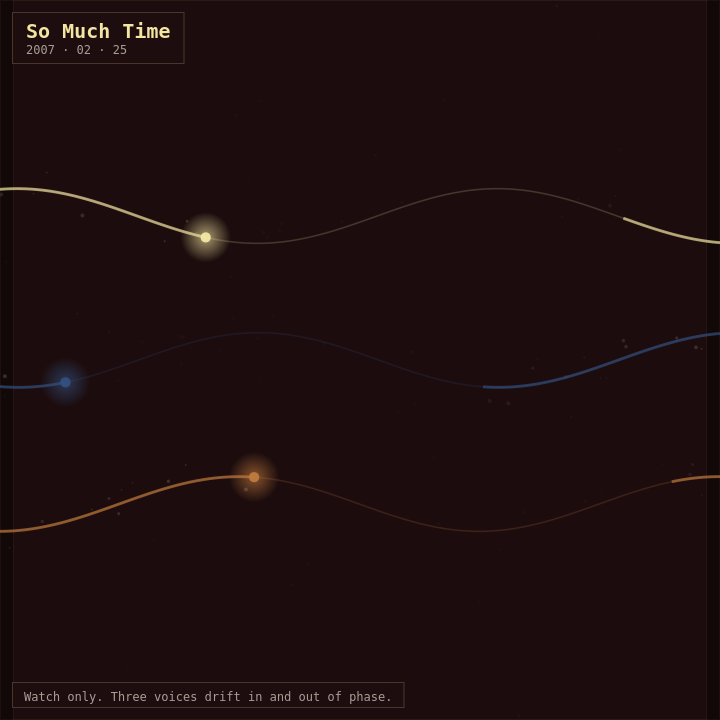 So Much Time
2007 · 02 · 25
Watch only. Three voices drift in and out of phase.